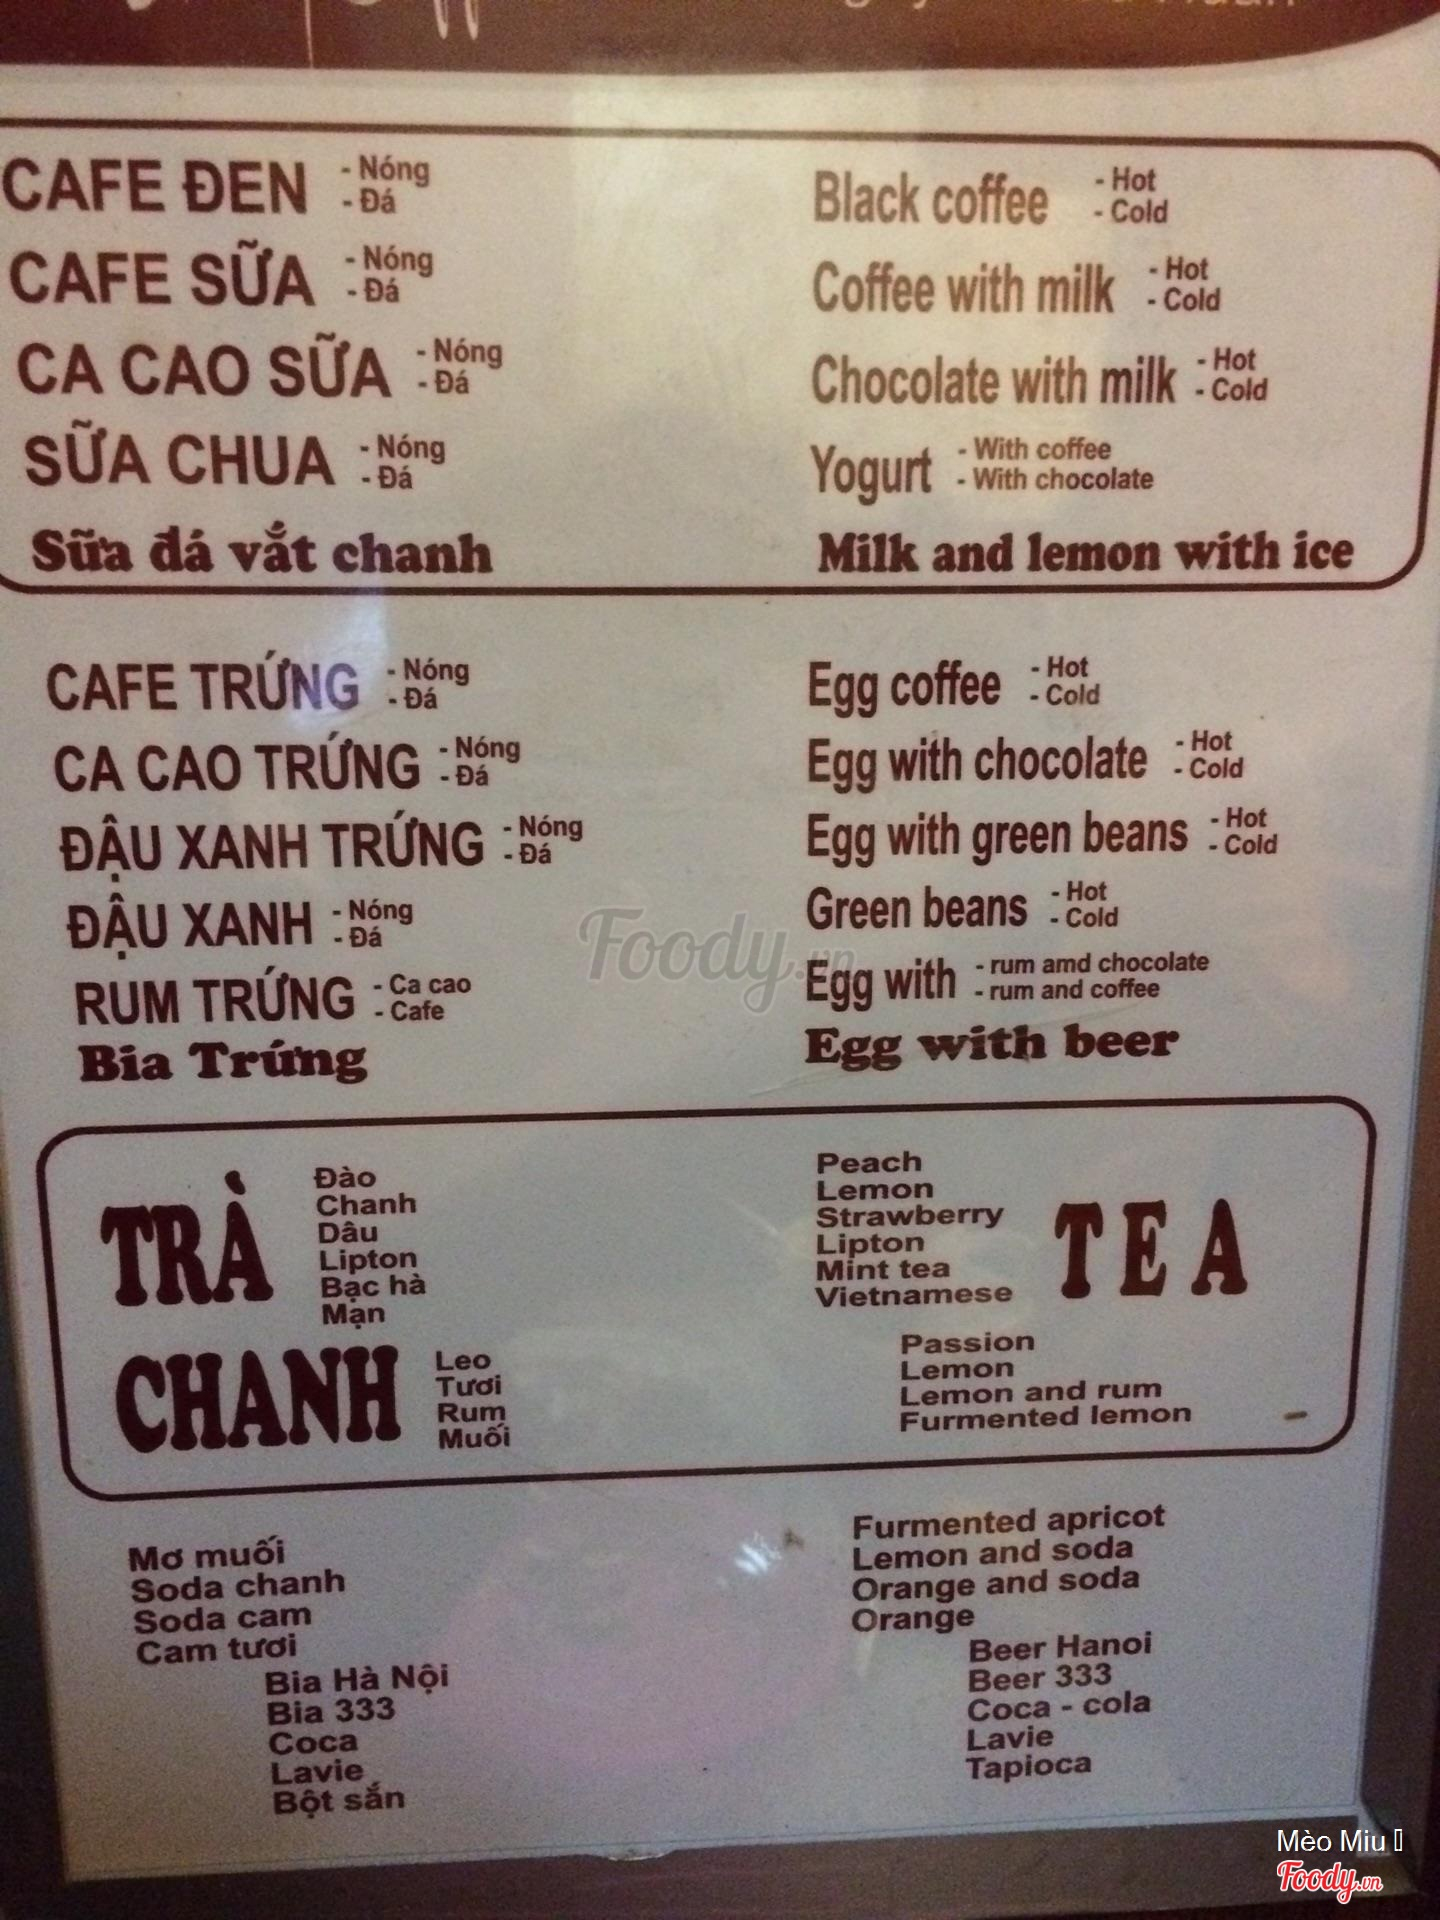 CAFE ĐEN - Nóng - Đá
Black coffee - Hot - Cold
CAFE SỮA - Nóng - Đá
Coffee with milk - Hot - Cold
CA CAO SỮA - Nóng - Đá
Chocolate with milk - Hot - Cold
SỮA CHUA - Nóng - Đá
Yogurt - With coffee - With chocolate
Sữa đá vắt chanh
Milk and lemon with ice
CAFE TRỨNG - Nóng - Đá
Egg coffee - Hot - Cold
CA CAO TRỨNG - Nóng - Đá
Egg with chocolate - Hot - Cold
ĐẬU XANH TRỨNG - Nóng - Đá
Egg with green beans - Hot - Cold
ĐẬU XANH - Nóng - Đá
Green beans - Hot - Cold
RUM TRỨNG - Ca cao - Cafe
Egg with - rum amd chocolate - rum and coffee
Bia Trứng
Egg with beer
Foody.vn
TRÀ
Đào
Chanh
Dâu
Lipton
Bạc hà
Mạn
Peach
Lemon
Strawberry
Lipton
Mint tea
Vietnamese
TEA
CHANH
Leo
Tươi
Rum
Muối
Passion
Lemon
Lemon and rum
Furmented lemon
Mơ muối
Soda chanh
Soda cam
Cam tươi
Bia Hà Nội
Bia 333
Coca
Lavie
Bột sắn
Furmented apricot
Lemon and soda
Orange and soda
Orange
Beer Hanoi
Beer 333
Coca - cola
Lavie
Tapioca
Mèo Miu
Foody.vn